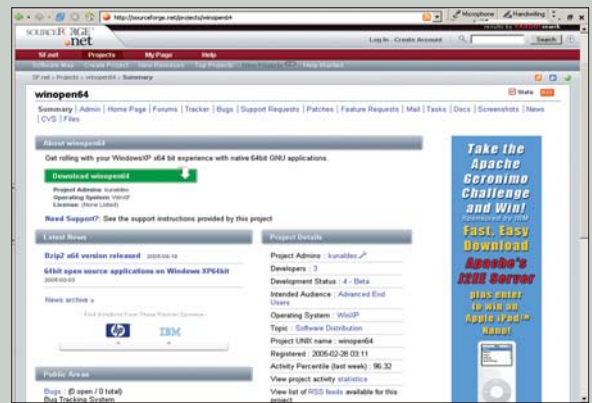 http://sourceforge.net/projects/winopen64
Microphone
Handwriting
SOURCEFORGE
.net
Log In - Create Account
Search
SF.net
Projects
My Page
Help
Software Map
Create Project
New Releases
Top Projects
Help Wanted
SF.net » Projects » winopen64 » Summary
winopen64
Stats
RSS
Summary | Admin | Home Page | Forums | Tracker | Bugs | Support Requests | Patches | Feature Requests | Mail | Tasks | Docs | Screenshots | News
| CVS | Files
About winopen64
Get rolling with your WindowsXP x64 bit experience with native 64bit GNU applications.
Download winopen64
Project Admins: kunaldes
Operating System: WinXP
License: (None Listed)
Need Support?: See the support instructions provided by this project
Latest News
Bzip2 x64 version released
64bit open source applications on Windows XP64bit
2005-03-03
News archive »
hp
IBM
Public Areas
Bugs : (0 open / 0 total)
Bug Tracking System
Project Details
Project Admins : kunaldes
Developers : 3
Development Status : 4 - Beta
Intended Audience : Advanced End
Users
Operating System : WinXP
Topic : Software Distribution
Project UNIX name : winopen64
Registered : 2005-02-28 03:11
Activity Percentile (last week) : 96.32
View project activity statistics
View list of RSS feeds available for this
project
Take the
Apache
Geronimo
Challenge
and Win!
Sponsored by IBM
Fast, Easy
Download
Apache's
J2EE Server
plus enter
to win an
Apple iPod™
Nano!